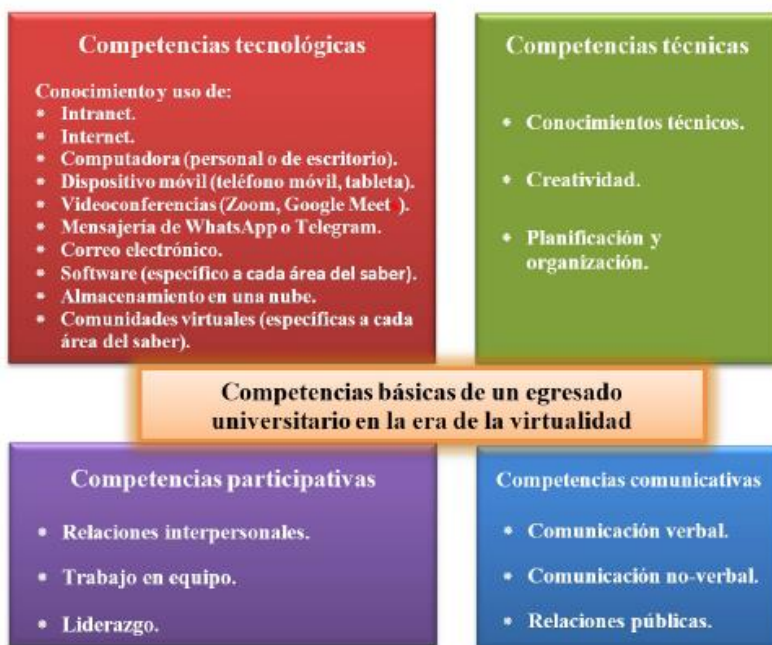 Competencias tecnológicas
Conocimiento y uso de:
* Intranet.
* Internet.
* Computadora (personal o de escritorio).
* Dispositivo móvil (teléfono móvil, tableta).
* Videoconferencias (Zoom, Google Meets).
* Mensajería de WhatsApp o Telegram.
* Correo electrónico.
* Software (específico a cada área del saber).
* Almacenamiento en una nube.
* Comunidades virtuales (específicas a cada
área del saber).
Competencias técnicas
* Conocimientos técnicos.
* Creatividad.
* Planificación y
organización.
Competencias básicas de un egresado
universitario en la era de la virtualidad
Competencias participativas
* Relaciones interpersonales.
* Trabajo en equipo.
* Liderazgo.
Competencias comunicativas
* Comunicación verbal.
* Comunicación no-verbal.
* Relaciones públicas.